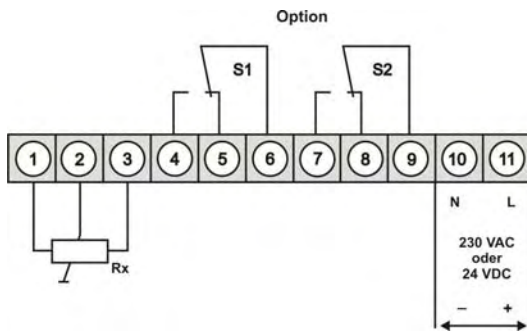 Option
S1
S2
1 2 3 4 5 6 7 8 9 10 11
N L
Rx
230 VAC
oder
24 VDC
– +